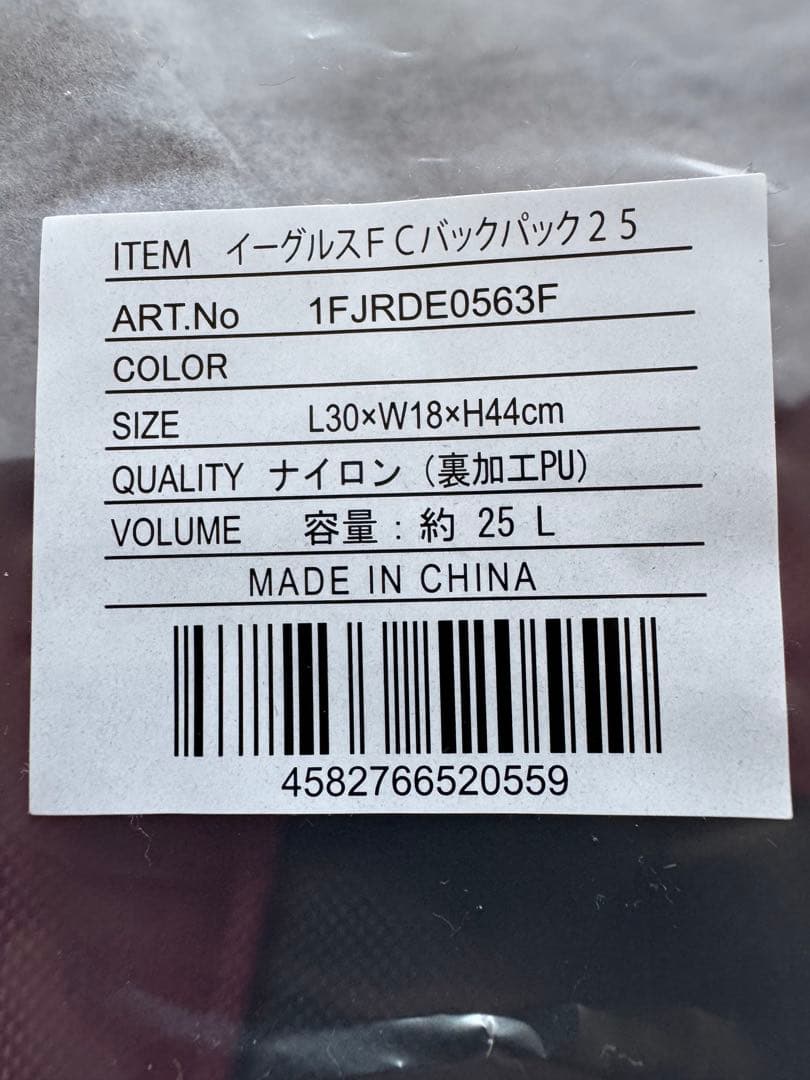 ITEM イーグルスFCバックパック25
ART.No 1FJRDE0563F
COLOR
SIZE L30×W18×H44cm
QUALITY ナイロン（裏加工PU）
VOLUME 容量：約 25 L
MADE IN CHINA
4582766520559